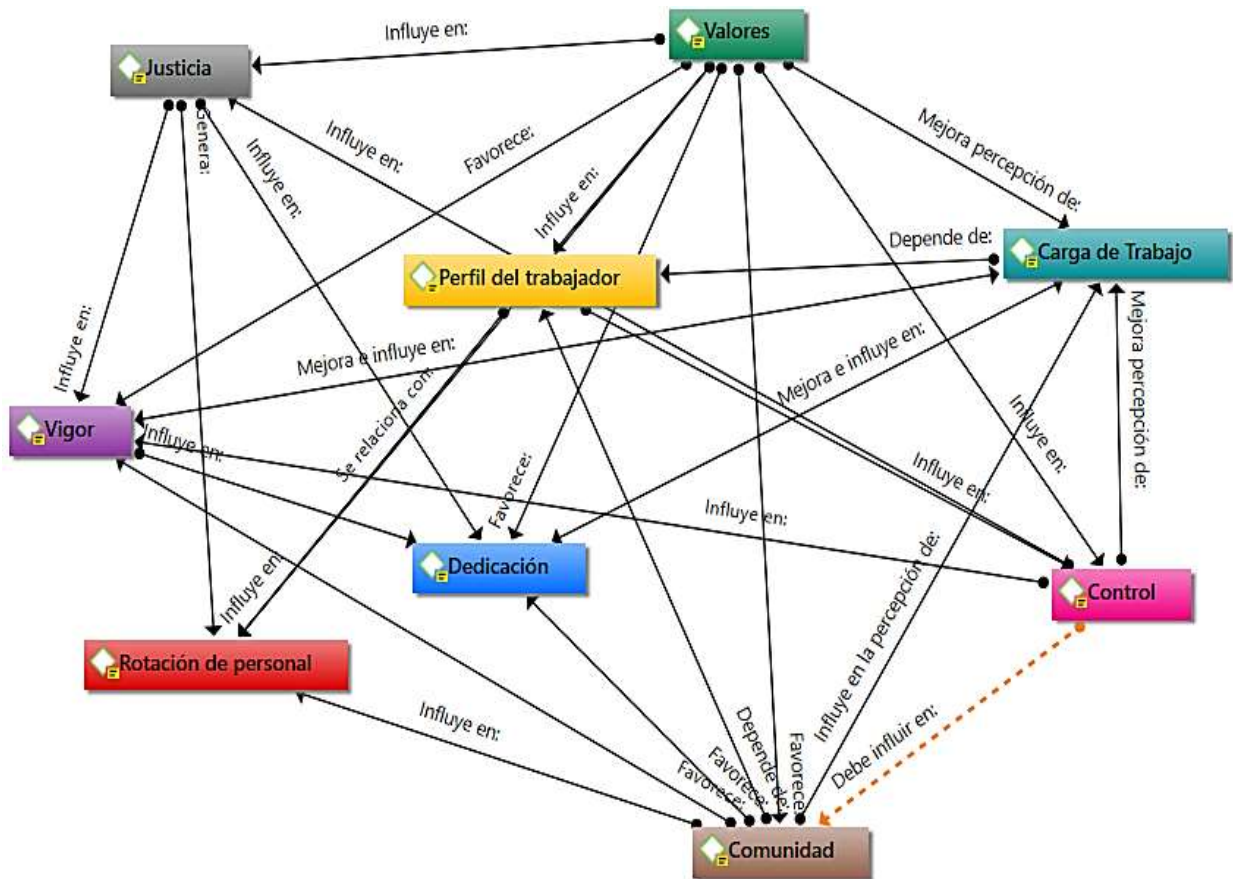 Valores
Influye en:
Justicia
Genera:
Influye en:
Influye en:
Favorece:
Mejora percepción de:
Influye en:
Depende de:
Carga de Trabajo
Perfil del trabajador
Influye en:
Mejora e influye en:
Mejora e influye en:
Mejora percepción de:
Vigor
Influye en:
Se relaciona con:
Favorece:
Influye en:
Influye en:
Influye en:
Dedicación
Control
Influye en:
Rotación de personal
Influye en la percepción de:
Influye en:
Debe influir en:
Favorece:
Favorece:
Depende de:
Favorece:
Comunidad